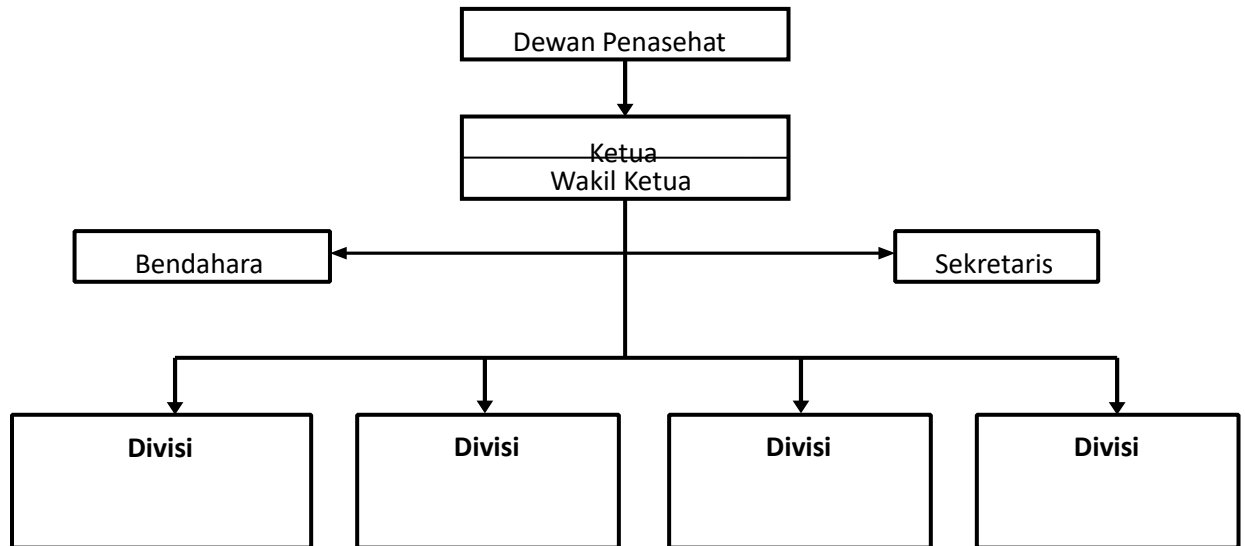 Dewan Penasehat
Ketua
Wakil Ketua
Bendahara
Sekretaris
Divisi
Divisi
Divisi
Divisi